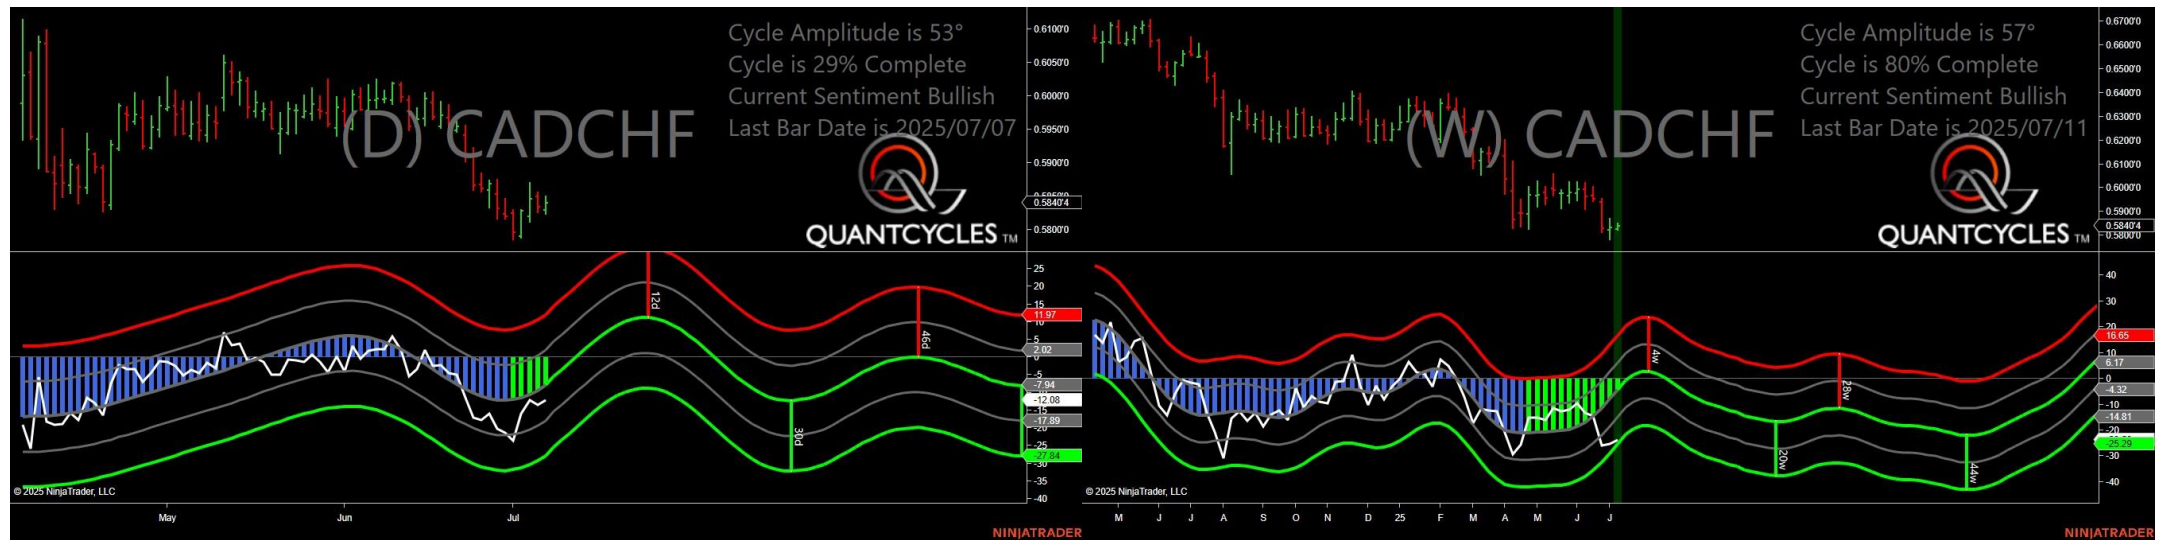 Cycle Amplitude is 53°
Cycle is 29% Complete
Current Sentiment Bullish
Last Bar Date is 2025/07/07
(D) CADCHF
QUANTCYCLES TM
0.6100'0
0.6050'0
0.6000'0
0.5950'0
0.5900'0
0.5850'0
0.5840'4
0.5800'0
25
20
15
11.97
10
5
2.02
-5
-7.94
-12.08
-15
-17.89
-20
-25
-27.84
-30
-35
-40
12d
46d
30d
© 2025 NinjaTrader, LLC
May Jun Jul
NINJATRADER
Cycle Amplitude is 57°
Cycle is 80% Complete
Current Sentiment Bullish
Last Bar Date is 2025/07/11
(W) CADCHF
QUANTCYCLES TM
0.6700'0
0.6600'0
0.6500'0
0.6400'0
0.6300'0
0.6200'0
0.6100'0
0.6000'0
0.5900'0
0.5840'4
0.5800'0
40
30
20
16.65
10
6.17
0
-4.32
-10
-14.81
-25.29
-30
-40
4w
28w
20w
44w
© 2025 NinjaTrader, LLC
M J J A S O N D 25 F M A M J J
NINJATRADER